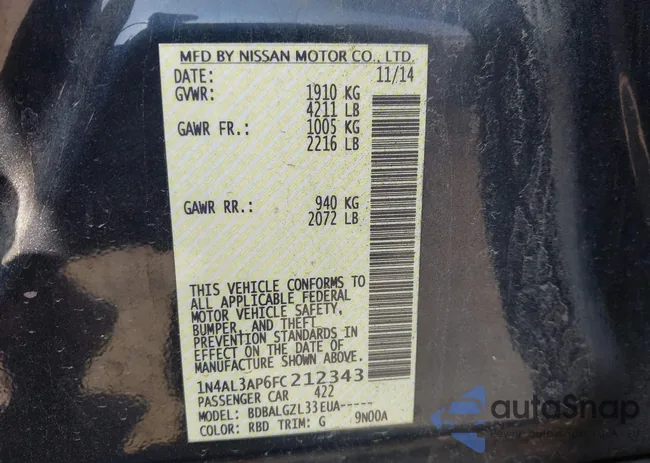 MFD BY NISSAN MOTOR CO., LTD.
DATE: 11/14
GVWR: 1910 KG
4211 LB
GAWR FR.: 1005 KG
2216 LB
GAWR RR.: 940 KG
2072 LB
THIS VEHICLE CONFORMS TO
ALL APPLICABLE FEDERAL
MOTOR VEHICLE SAFETY,
BUMPER, AND THEFT
PREVENTION STANDARDS IN
EFFECT ON THE DATE OF
MANUFACTURE SHOWN ABOVE.
1N4AL3AP6FC212343
PASSENGER CAR 422
MODEL: BDBALGZL33EUA-----
COLOR: RBD TRIM: G 9N00A
autoSnap